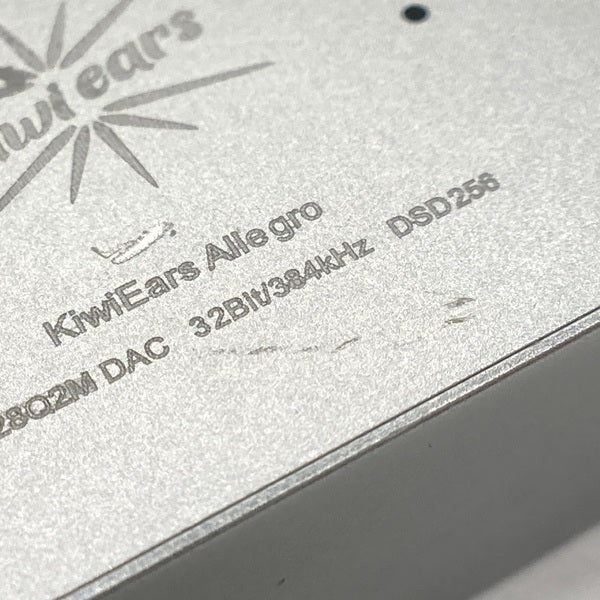 iwi ears
KiwiEars Allegro
28Q2M DAC 32Bit/384kHz DSD256